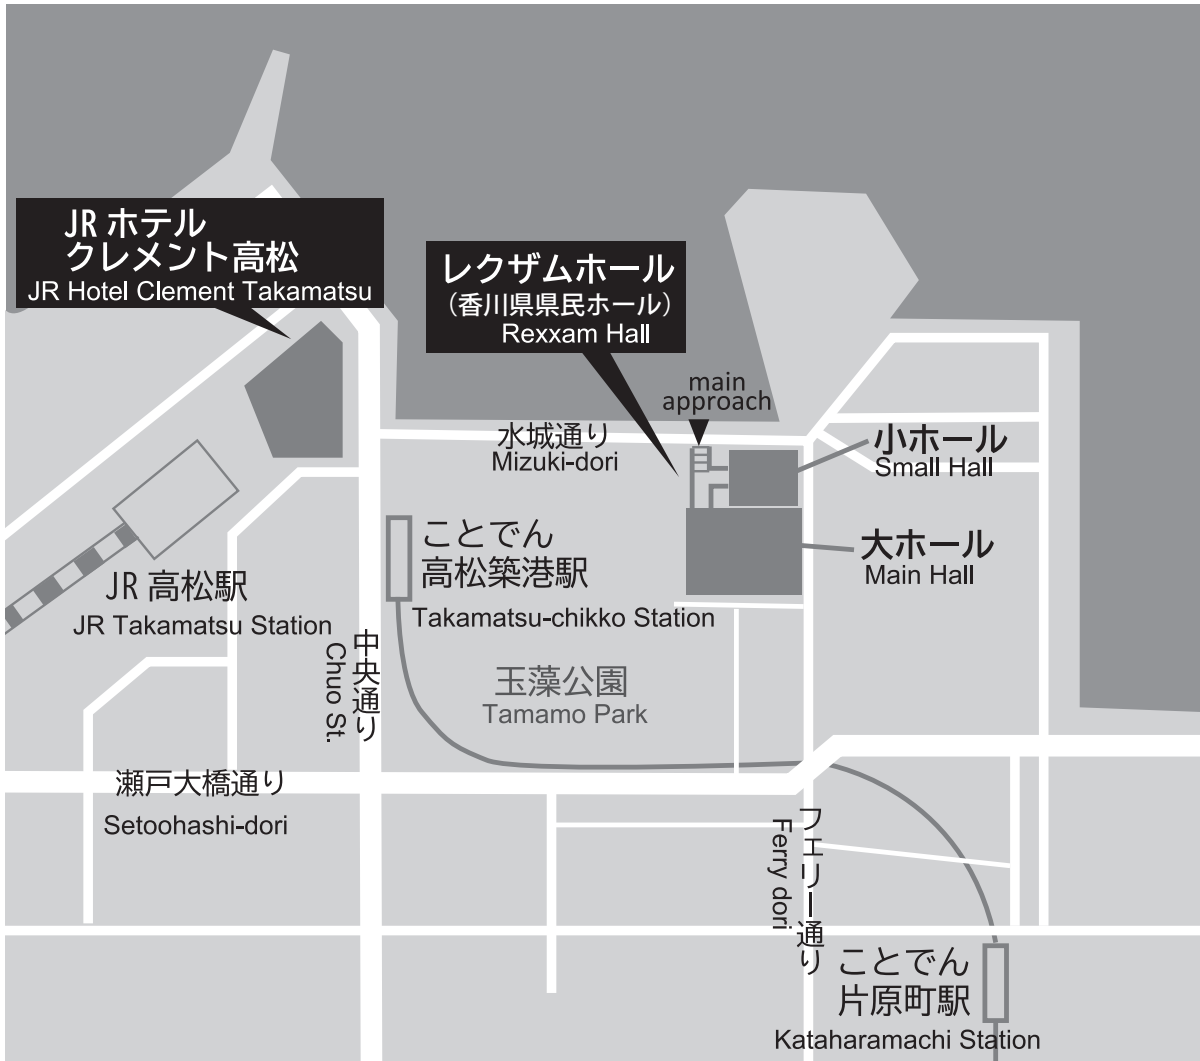 JR ホテル
クレメント高松
JR Hotel Clement Takamatsu
レクザムホール
（香川県県民ホール）
Rexxam Hall
main
approach
水城通り
Mizuki-dori
小ホール
Small Hall
大ホール
Main Hall
ことでん
高松築港駅
Takamatsu-chikko Station
JR 高松駅
JR Takamatsu Station
中央通り
Chuo St.
玉藻公園
Tamamo Park
瀬戸大橋通り
Setoohashi-dori
フェリー通り
Ferry dori
ことでん
片原町駅
Kataharamachi Station